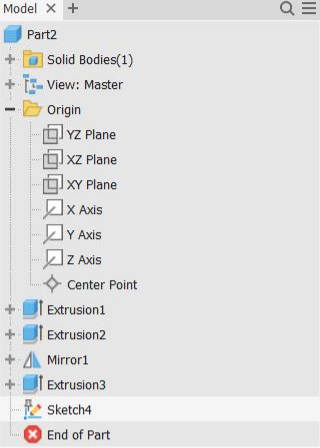 Model
Part2
Solid Bodies(1)
View: Master
Origin
YZ Plane
XZ Plane
XY Plane
X Axis
Y Axis
Z Axis
Center Point
Extrusion1
Extrusion2
Mirror1
Extrusion3
Sketch4
End of Part